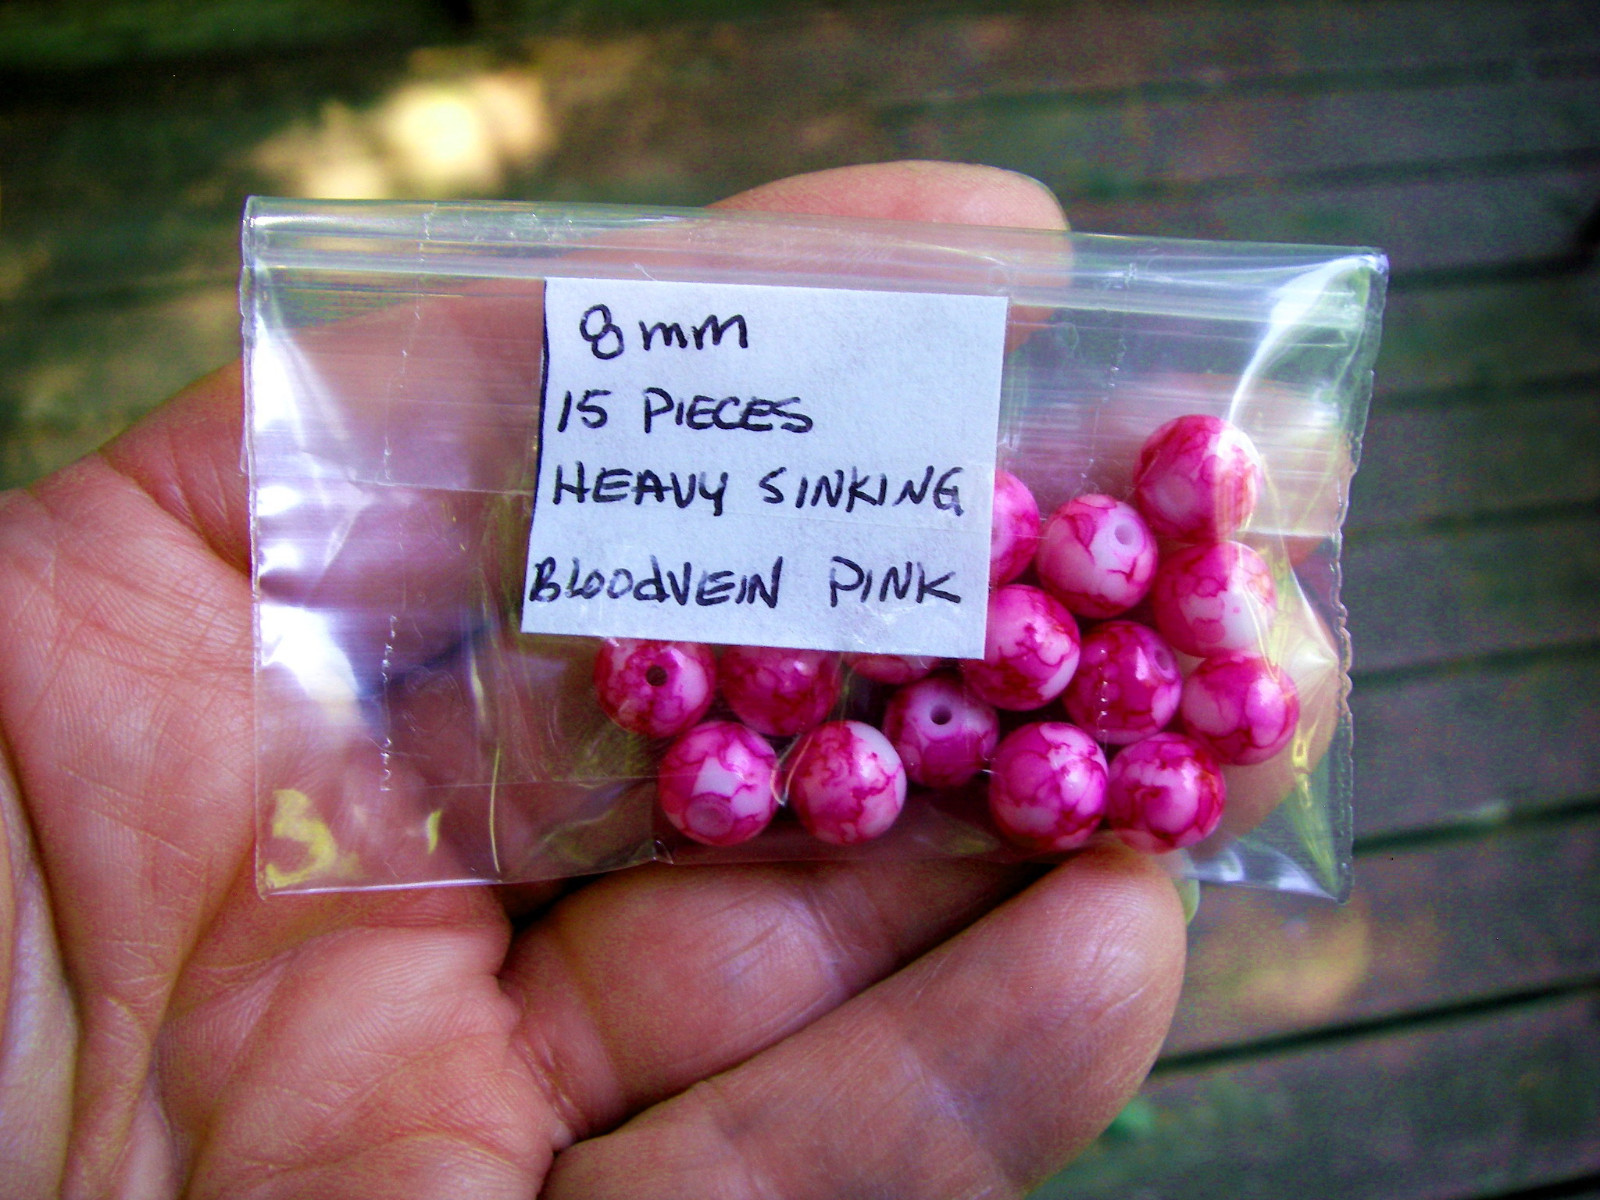 8mm
15 PIECES
HEAVY SINKING
BLOODVEIN PINK